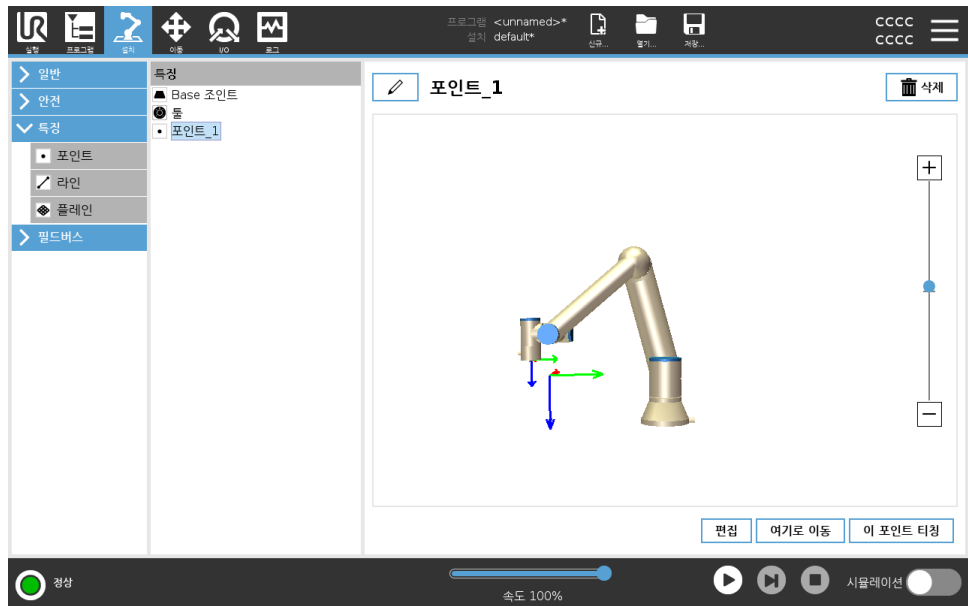 UR
실행
프로그램
설치
이동
I/O
로그
프로그램 <unnamed>*
설치 default*
신규...
열기...
저장...
cccc
cccc
일반
안전
특징
포인트
라인
플레인
필드버스
특징
Base 조인트
툴
포인트_1
포인트_1
삭제
편집
여기로 이동
이 포인트 티칭
정상
속도 100%
시뮬레이션